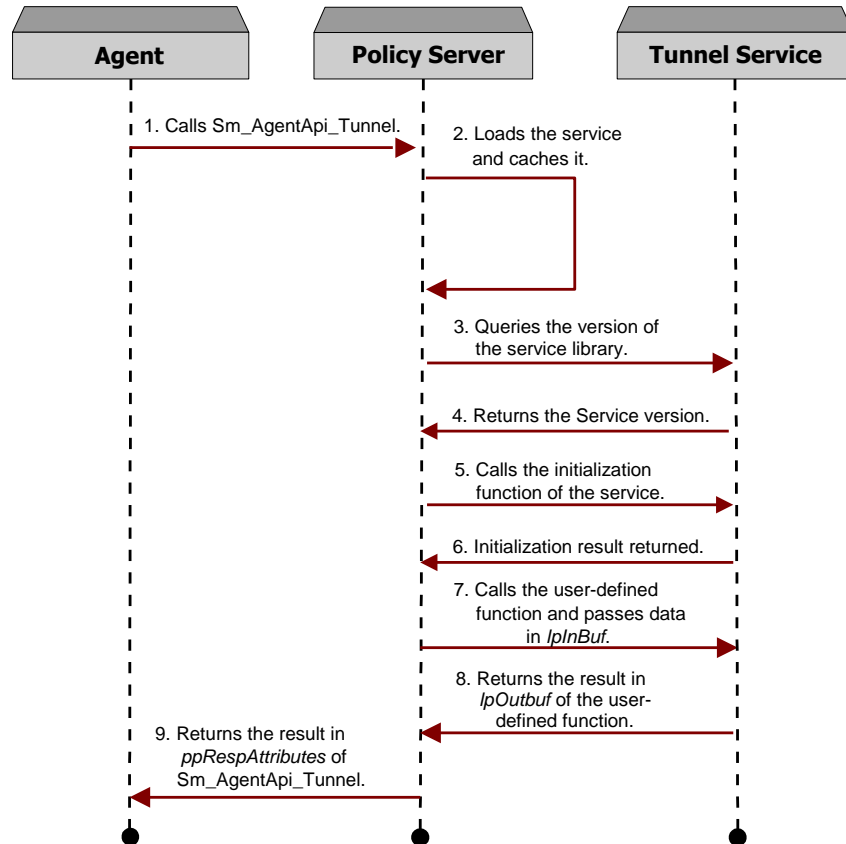 Agent
Policy Server
Tunnel Service
1. Calls Sm_AgentApi_Tunnel.
2. Loads the service
and caches it.
3. Queries the version of
the service library.
4. Returns the Service version.
5. Calls the initialization
function of the service.
6. Initialization result returned.
7. Calls the user-defined
function and passes data
in lpInBuf.
8. Returns the result in
lpOutbuf of the user-
defined function.
9. Returns the result in
ppRespAttributes of
Sm_AgentApi_Tunnel.